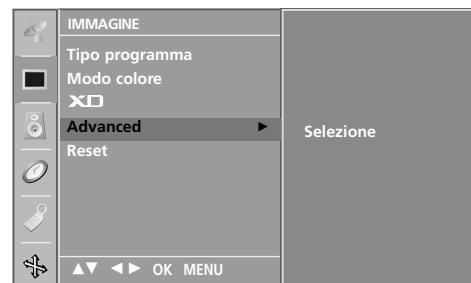 IMMAGINE
Tipo programma
Modo colore
XD
Advanced ►
Selezione
Reset
▲▼ ◄► OK MENU